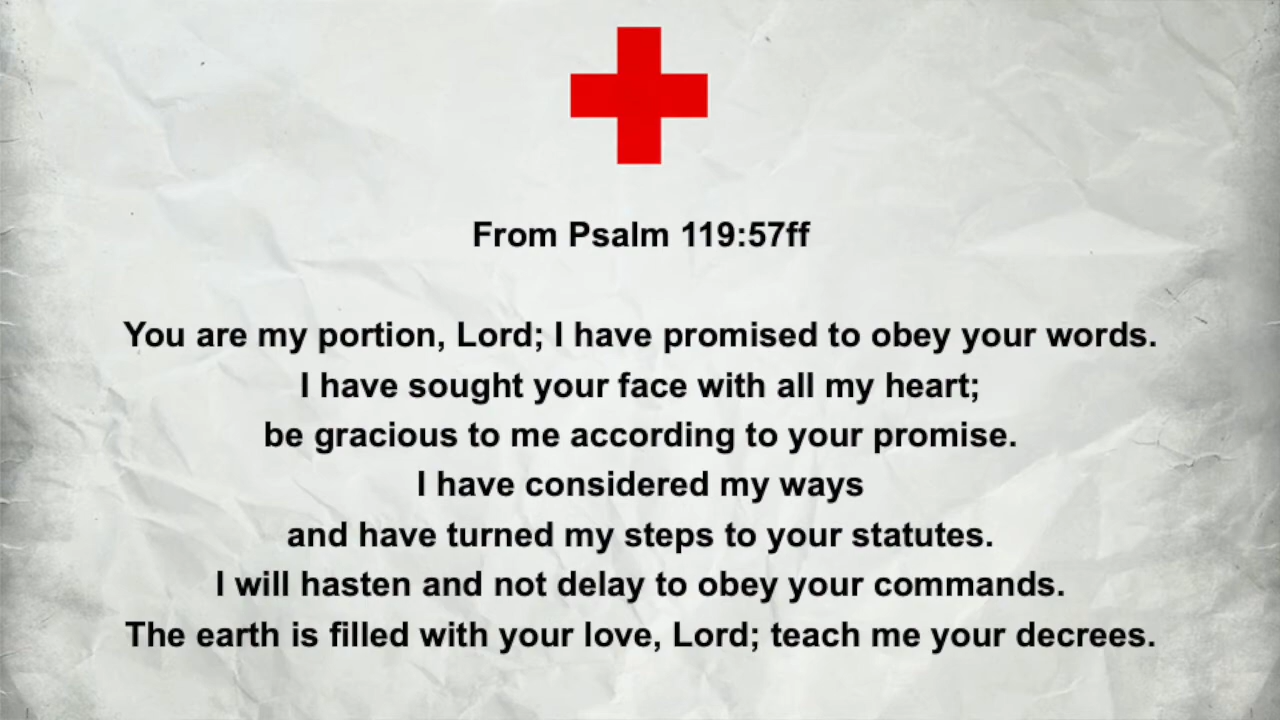 From Psalm 119:57ff
You are my portion, Lord; I have promised to obey your words.
I have sought your face with all my heart;
be gracious to me according to your promise.
I have considered my ways
and have turned my steps to your statutes.
I will hasten and not delay to obey your commands.
The earth is filled with your love, Lord; teach me your decrees.